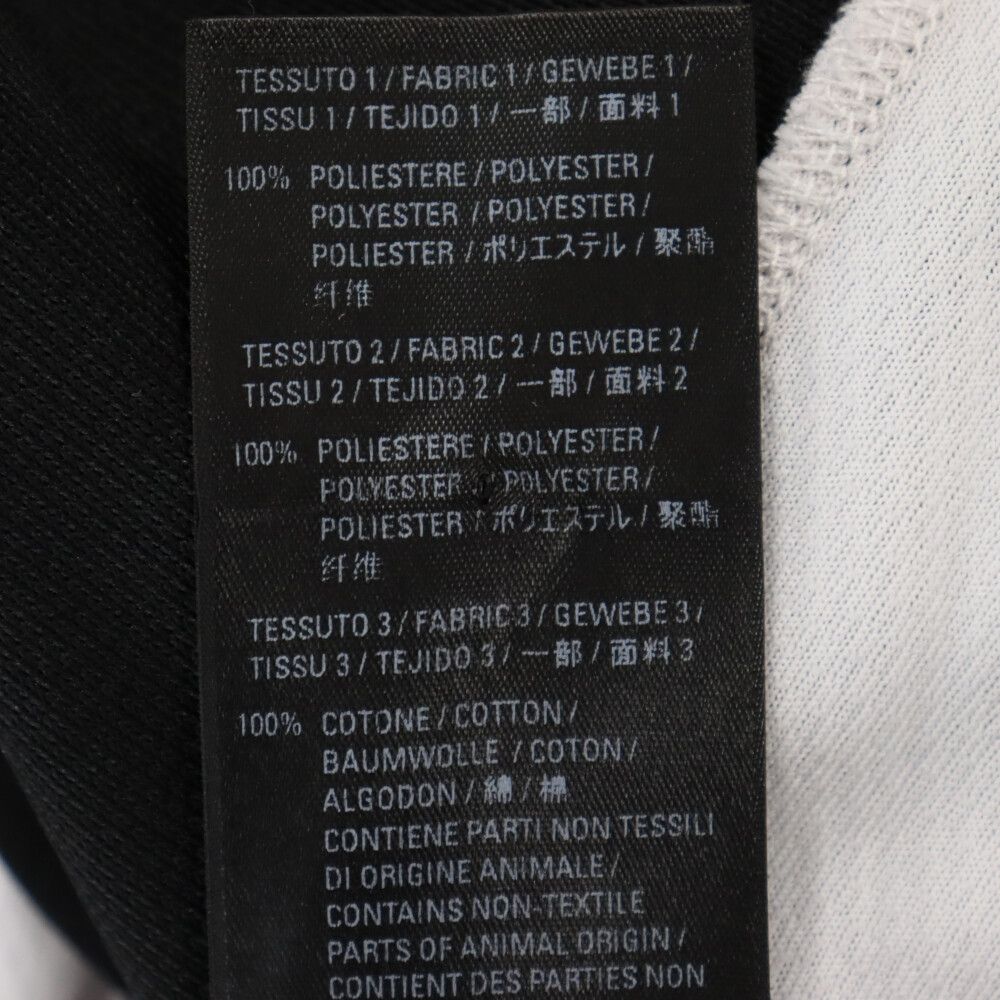 TESSUTO 1 / FABRIC 1 / GEWEBE 1 /
TISSU 1 / TEJIDO 1 / 一部 / 面料 1
100% POLIESTERE / POLYESTER /
POLYESTER / POLYESTER /
POLIESTER / ポリエステル / 聚酯
纤维
TESSUTO 2 / FABRIC 2 / GEWEBE 2 /
TISSU 2 / TEJIDO 2 / 一部 / 面料 2
100% POLIESTERE / POLYESTER /
POLYESTER / POLYESTER /
POLIESTER / ポリエステル / 聚酯
纤维
TESSUTO 3 / FABRIC 3 / GEWEBE 3 /
TISSU 3 / TEJIDO 3 / 一部 / 面料 3
100% COTONE / COTTON /
BAUMWOLLE / COTON /
ALGODON / 綿 / 棉
CONTIENE PARTI NON TESSILI
DI ORIGINE ANIMALE /
CONTAINS NON-TEXTILE
PARTS OF ANIMAL ORIGIN /
CONTIENT DES PARTIES NON